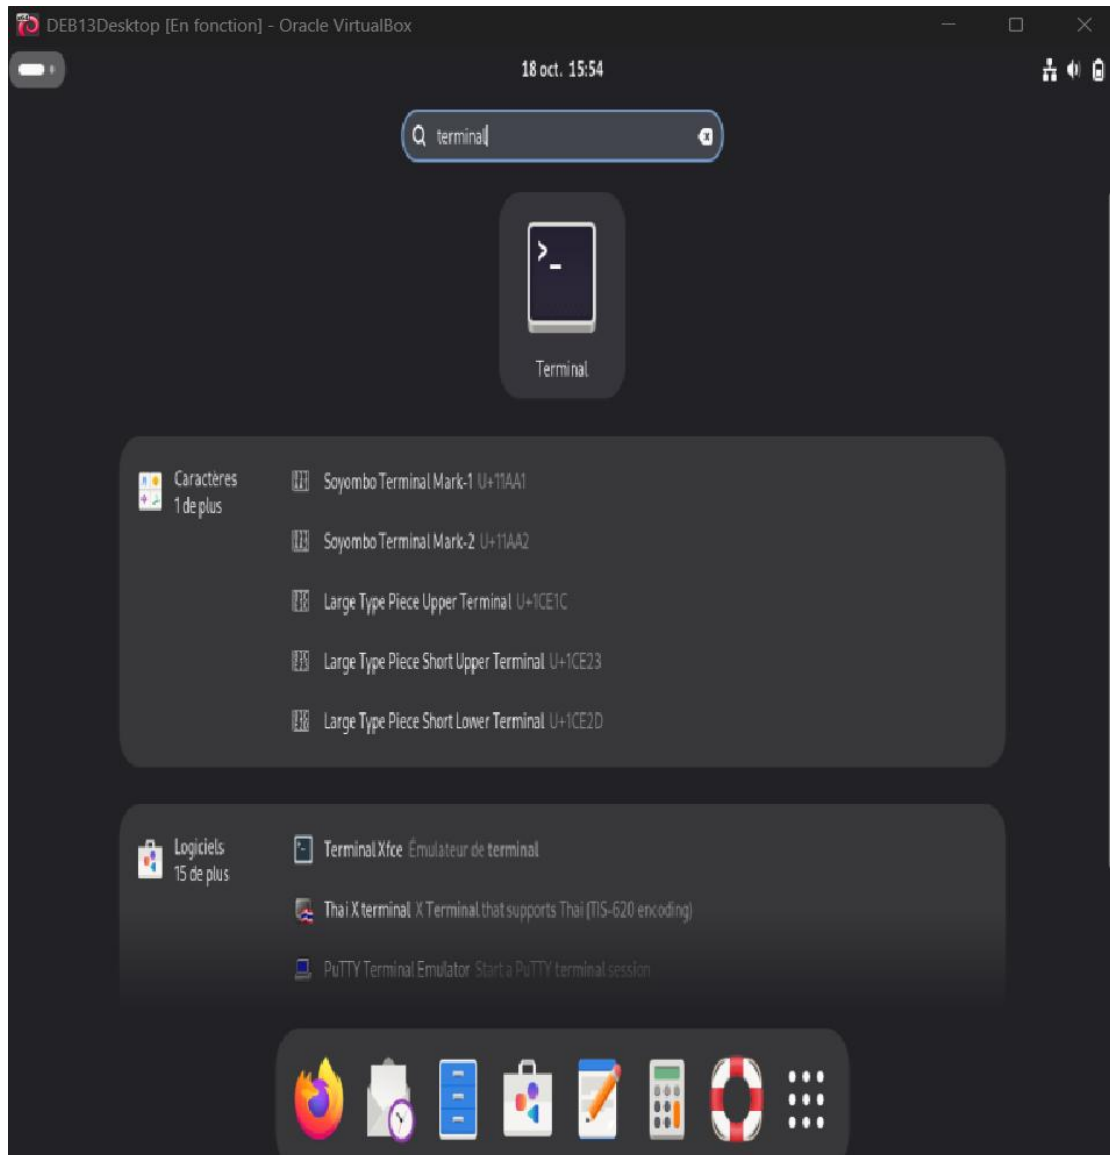 DEB13Desktop [En fonction] - Oracle VirtualBox
18 oct. 15:54
terminal
Terminal
Caractères
1 de plus
Soyombo Terminal Mark-1 U+11AA1
Soyombo Terminal Mark-2 U+11AA2
Large Type Piece Upper Terminal U+1CE1C
Large Type Piece Short Upper Terminal U+1CE23
Large Type Piece Short Lower Terminal U+1CE2D
Logiciels
15 de plus
Terminal Xfce Émulateur de terminal
Thai X terminal X Terminal that supports Thai (TIS-620 encoding)
PuTTY Terminal Emulator Start a PuTTY terminal session